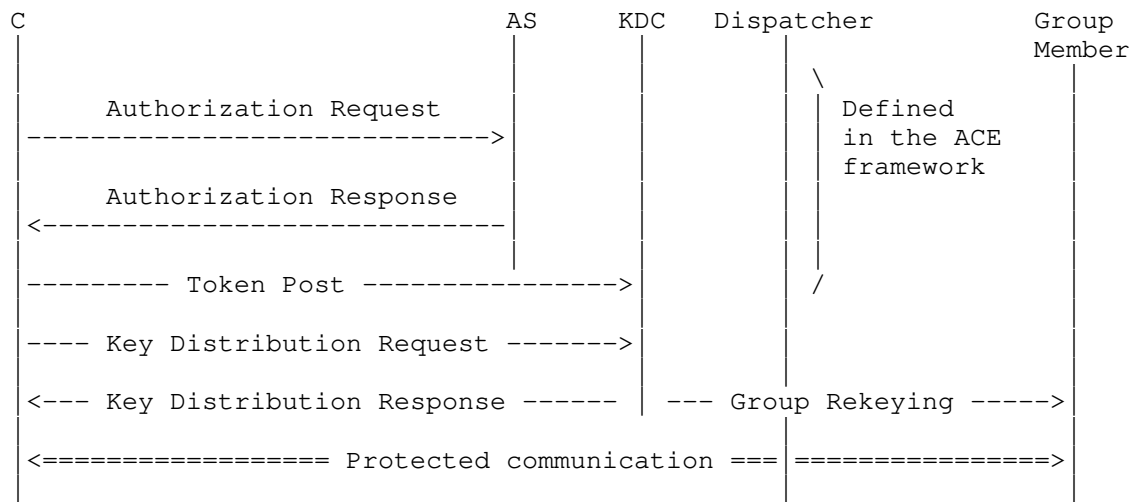 C AS KDC Dispatcher Group
Member
\
Authorization Request Defined
------------------------------> in the ACE
framework
Authorization Response
<------------------------------
--------- Token Post ----------------> /
---- Key Distribution Request ------->
<--- Key Distribution Response ------ --- Group Rekeying ----->
<================== Protected communication === ================>